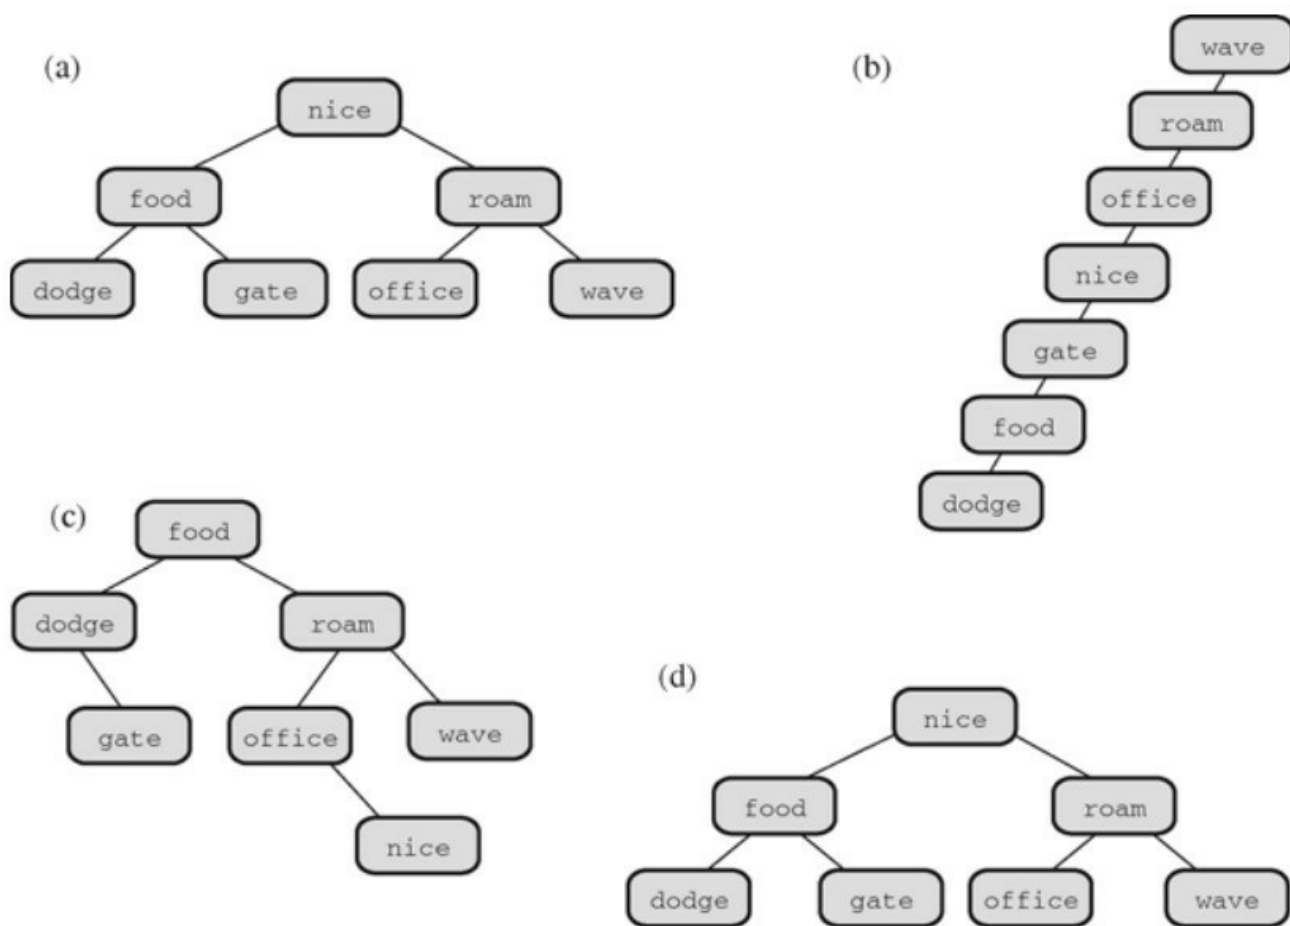 (a)
nice
food roam
dodge gate office wave
(b)
wave
roam
office
nice
gate
food
dodge
(c)
food
dodge roam
gate office wave
nice
(d)
nice
food roam
dodge gate office wave